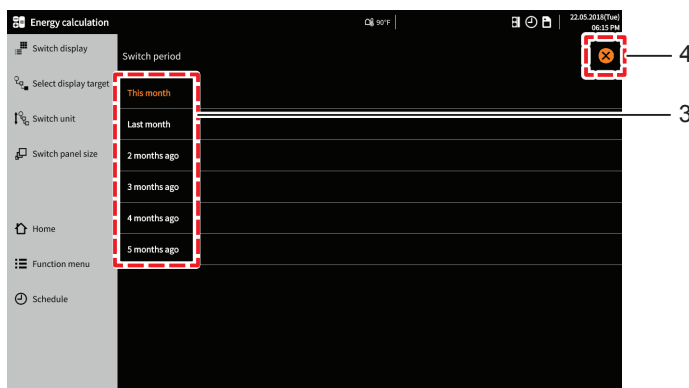 Energy calculation
90°F
22.05.2018(Tue)
06:15 PM
Switch display
Select display target
Switch unit
Switch panel size
Home
Function menu
Schedule
Switch period
This month
Last month
2 months ago
3 months ago
4 months ago
5 months ago
4
3